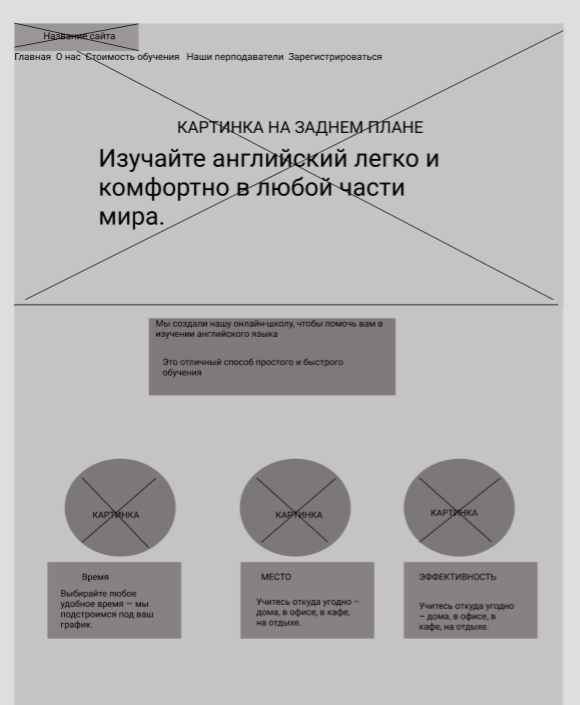 Название сайта
Главная О нас Стоимость обучения Наши перподаватели Зарегистрироваться
КАРТИНКА НА ЗАДНЕМ ПЛАНЕ
Изучайте английский легко и
комфортно в любой части
мира.
Мы создали нашу онлайн-школу, чтобы помочь вам в
изучении английского языка
Это отличный способ простого и быстрого
обучения
КАРТИНКА
КАРТИНКА
КАРТИНКА
Время
Выбирайте любое
удобное время — мы
подстроимся под ваш
график.
МЕСТО
Учитесь откуда угодно –
дома, в офисе, в кафе,
на отдыхе.
ЭФФЕКТИВНОСТЬ
Учитесь откуда угодно
– дома, в офисе, в
кафе, на отдыхе.